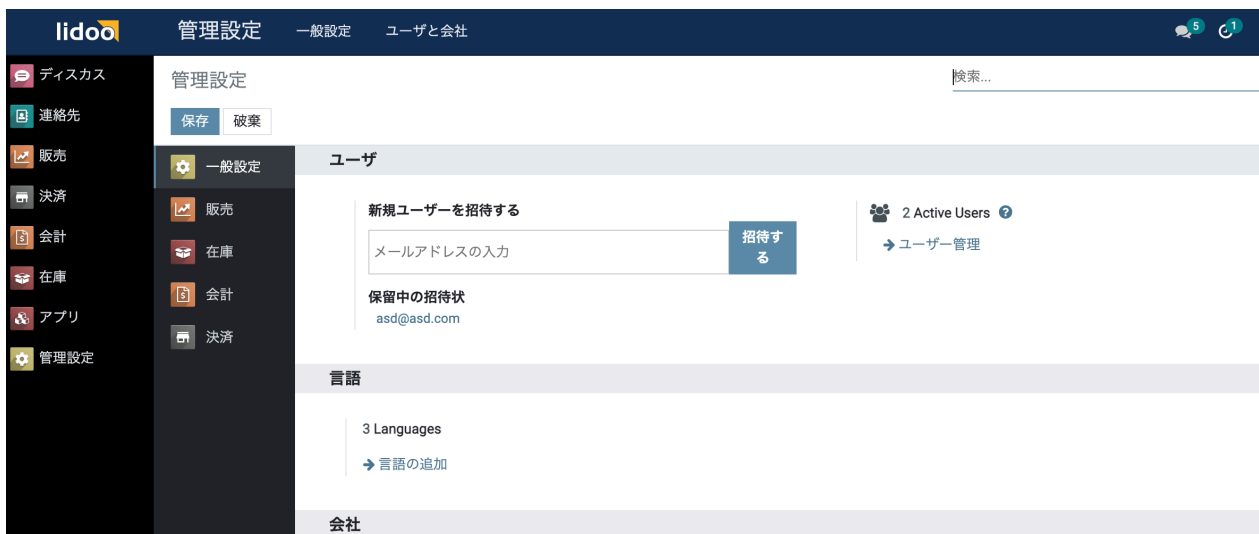 lidoo
管理設定 一般設定 ユーザと会社 5 1
ディスカス
連絡先
販売
決済
会計
在庫
アプリ
管理設定
管理設定
検索...
保存 破棄
一般設定
販売
在庫
会計
決済
ユーザ
新規ユーザーを招待する
メールアドレスの入力
招待す
る
保留中の招待状
asd@asd.com
2 Active Users
ユーザー管理
言語
3 Languages
言語の追加
会社